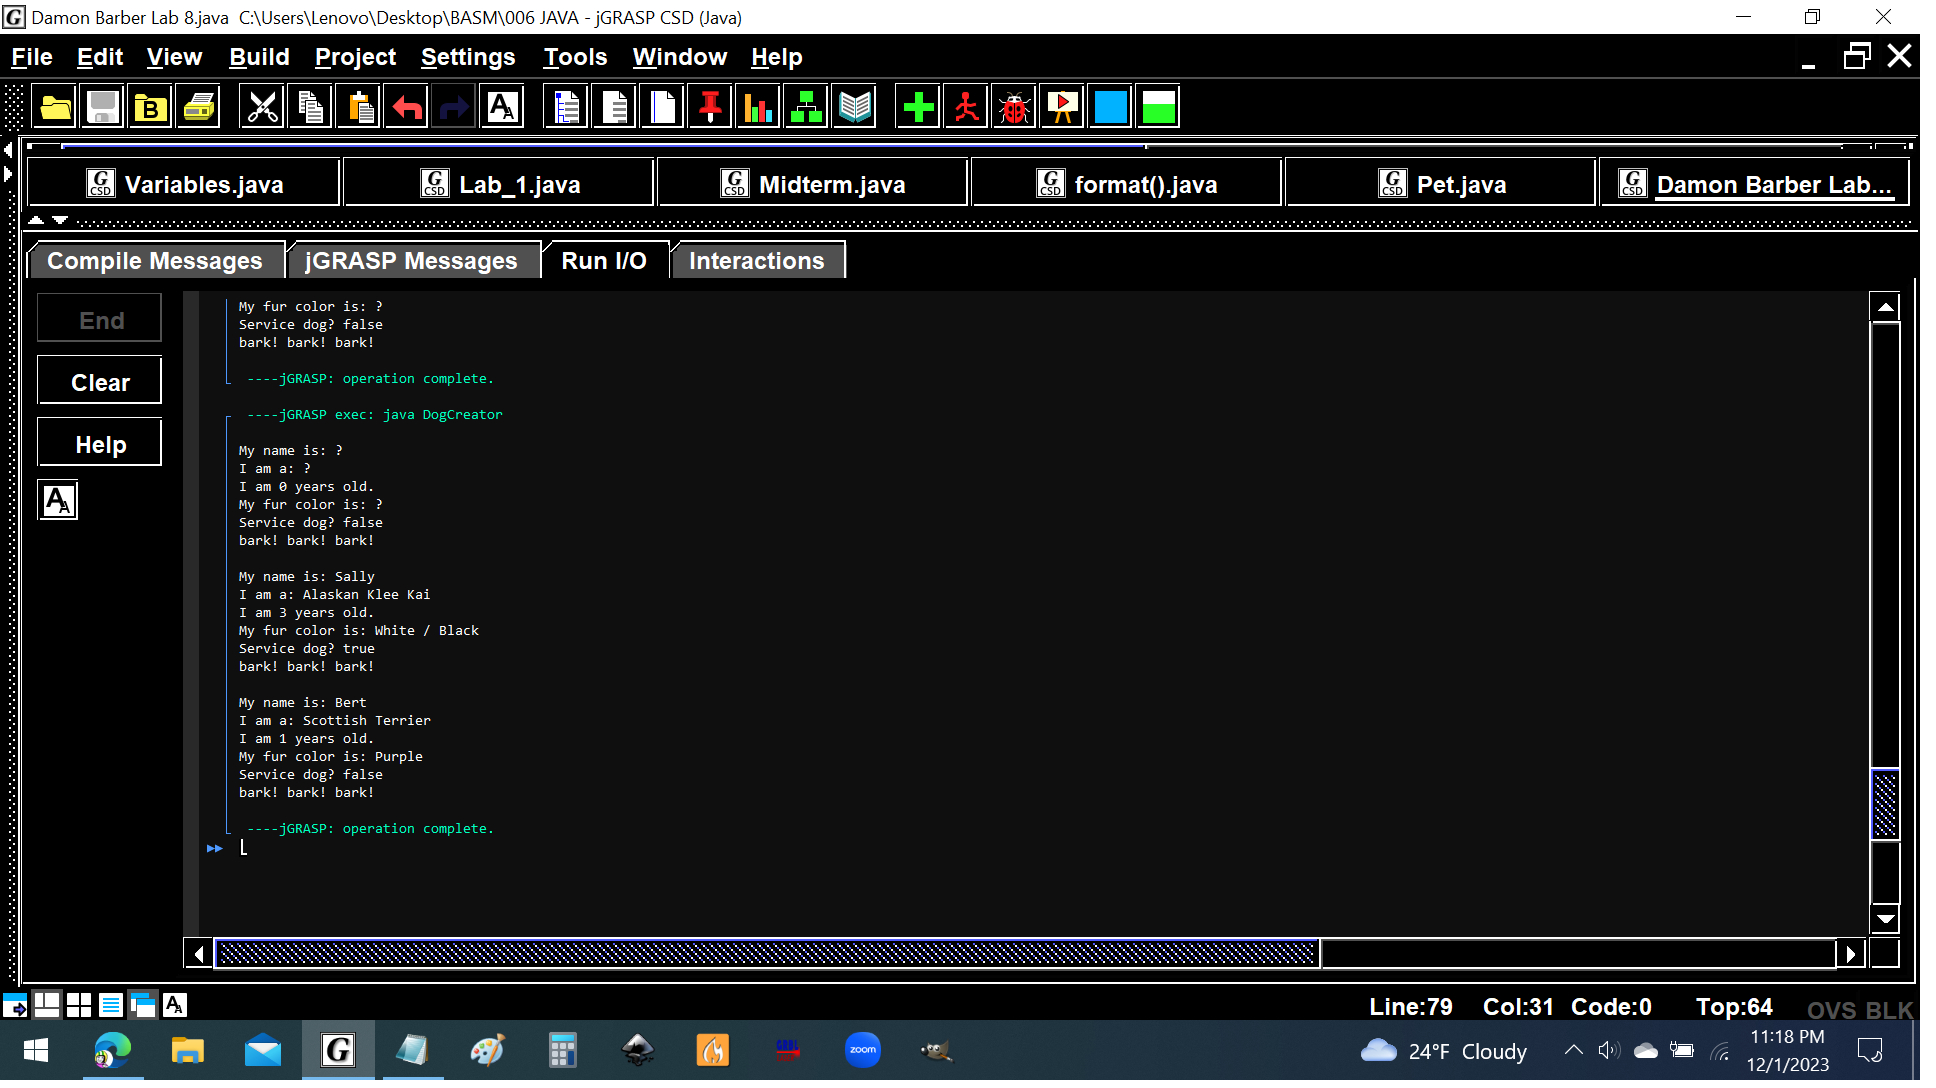 Damon Barber Lab 8.java  C:\Users\Lenovo\Desktop\BASM\006 JAVA - jGRASP CSD (Java)
File Edit View Build Project Settings Tools Window Help
Variables.java Lab_1.java Midterm.java format().java Pet.java Damon Barber Lab...
Compile Messages jGRASP Messages Run I/O Interactions
End
Clear
Help
My fur color is: ?
Service dog? false
bark! bark! bark!
----jGRASP: operation complete.
----jGRASP exec: java DogCreator
My name is: ?
I am a: ?
I am 0 years old.
My fur color is: ?
Service dog? false
bark! bark! bark!
My name is: Sally
I am a: Alaskan Klee Kai
I am 3 years old.
My fur color is: White / Black
Service dog? true
bark! bark! bark!
My name is: Bert
I am a: Scottish Terrier
I am 1 years old.
My fur color is: Purple
Service dog? false
bark! bark! bark!
----jGRASP: operation complete.
Line:79 Col:31 Code:0 Top:64 OVS BLK
zoom
24°F Cloudy
11:18 PM
12/1/2023